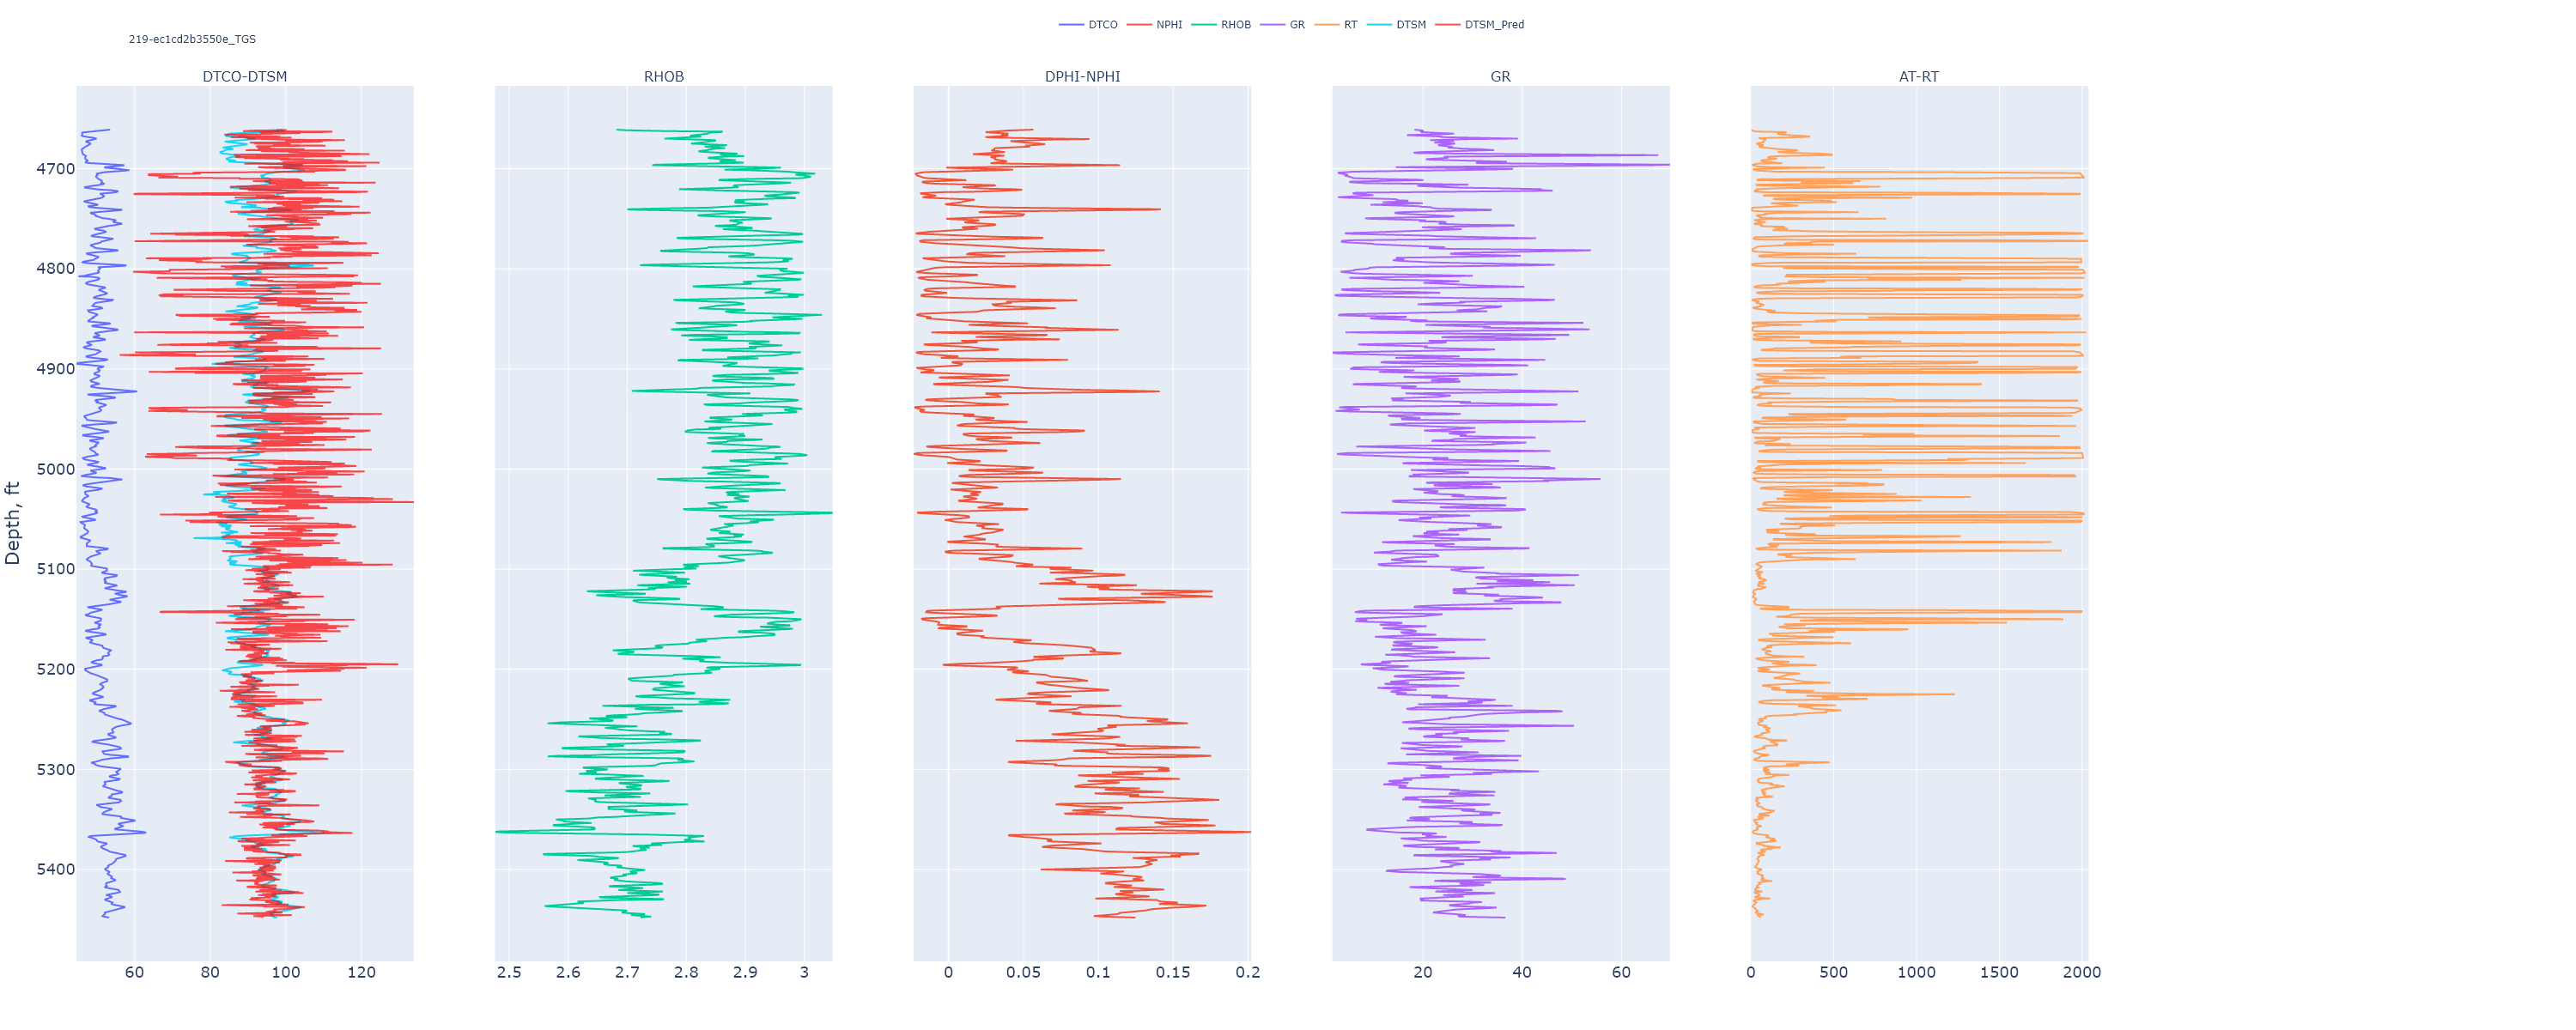 DTCO NPHI RHOB GR RT DTSM DTSM_Pred
219-ec1cd2b3550e_TGS
DTCO-DTSM RHOB DPHI-NPHI GR AT-RT
Depth, ft
4700
4800
4900
5000
5100
5200
5300
5400
60 80 100 120
2.5 2.6 2.7 2.8 2.9 3
0 0.05 0.1 0.15 0.2
20 40 60
0 500 1000 1500 2000